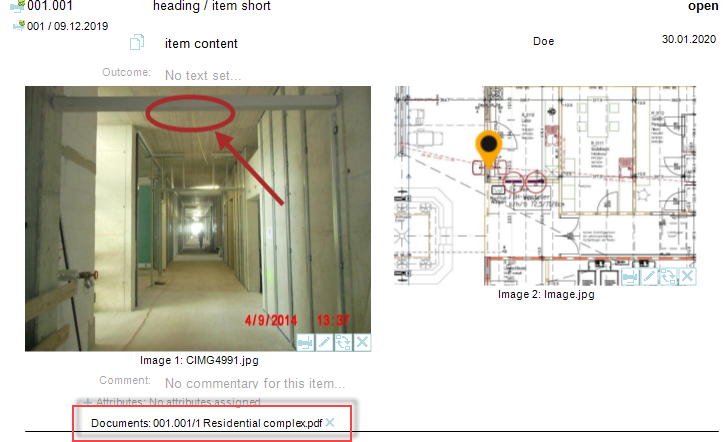 001.001 heading / item short open
001 / 09.12.2019
item content Doe 30.01.2020
Outcome: No text set...
4/9/2014 13:37
Image 1: CIMG4991.jpg
Image 2: Image.jpg
Comment: No commentary for this item...
Attributes: No attributes assigned
Documents: 001.001/1 Residential complex.pdf